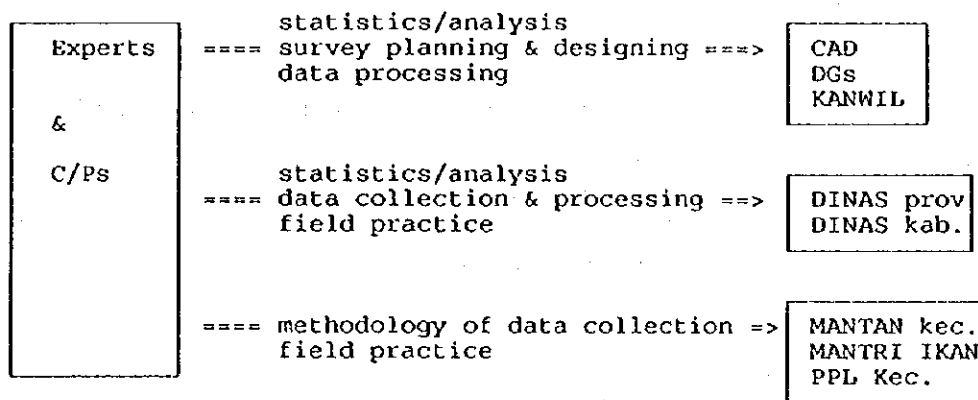 statistics/analysis
Experts ==== survey planning & designing ===> CAD
data processing DGs
KANWIL
&
C/Ps statistics/analysis
==== data collection & processing ==> DINAS prov
field practice DINAS kab.
==== methodology of data collection => MANTAN kec.
field practice MANTRI IKAN
PPL Kec.